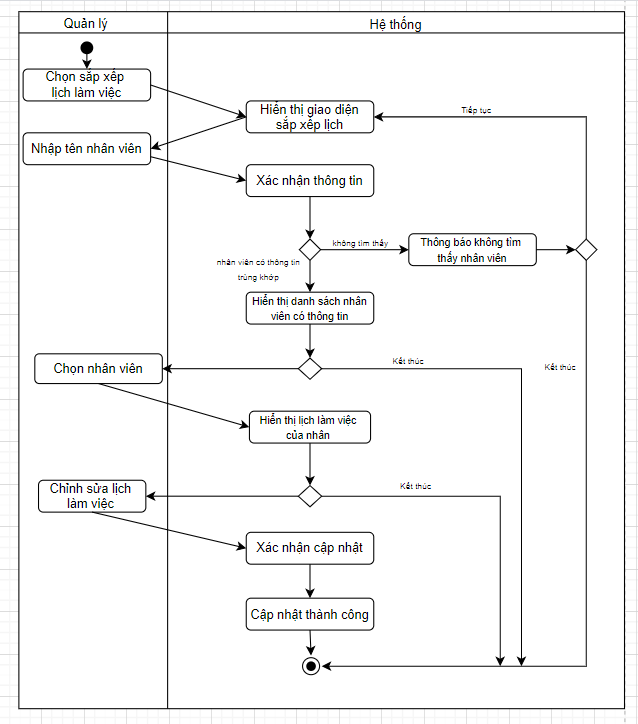 Quản lý
Hệ thống
Chọn sắp xếp
lịch làm việc
Hiển thị giao diện
sắp xếp lịch
Tiếp tục
Nhập tên nhân viên
Xác nhận thông tin
không tìm thấy
Thông báo không tìm
thấy nhân viên
nhân viên có thông tin
trùng khớp
Hiển thị danh sách nhân
viên có thông tin
Chọn nhân viên
Kết thúc
Kết thúc
Hiển thị lịch làm việc
của nhân
Chỉnh sửa lịch
làm việc
Kết thúc
Xác nhận cập nhật
Cập nhật thành công